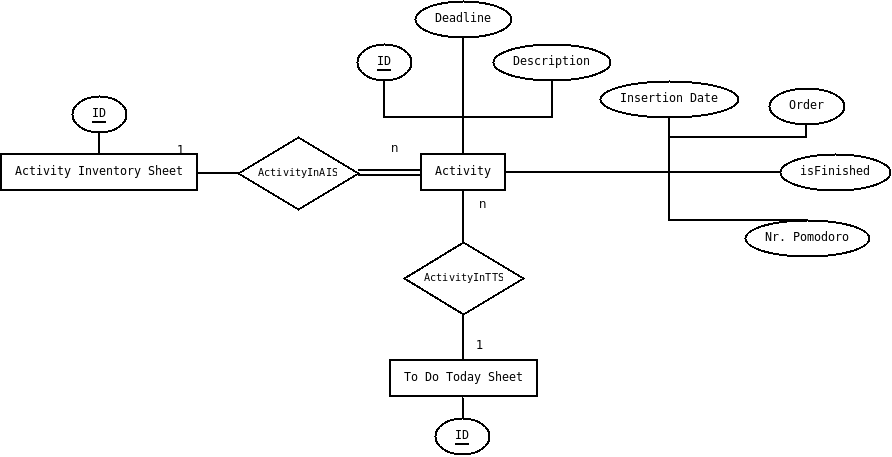 Deadline
ID
Description
Insertion Date
Order
ID
1
n
Activity Inventory Sheet
ActivityInAIS
Activity
isFinished
n
Nr. Pomodoro
ActivityInTTS
1
To Do Today Sheet
ID